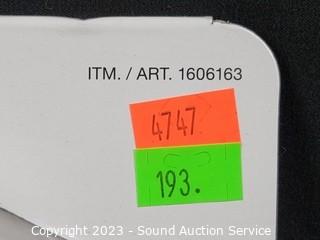 ITM. / ART. 1606163
4747
193.
Copyright 2023 - Sound Auction Service